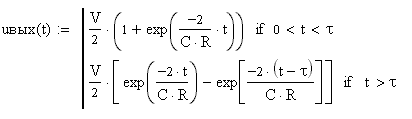 uвых(t) := | V/2 · (1 + exp(-2/(C · R) · t)) if 0 < t < τ
V/2 · [exp(-2 · t/(C · R)) − exp[-2 · (t − τ)/(C · R)]] if t > τ